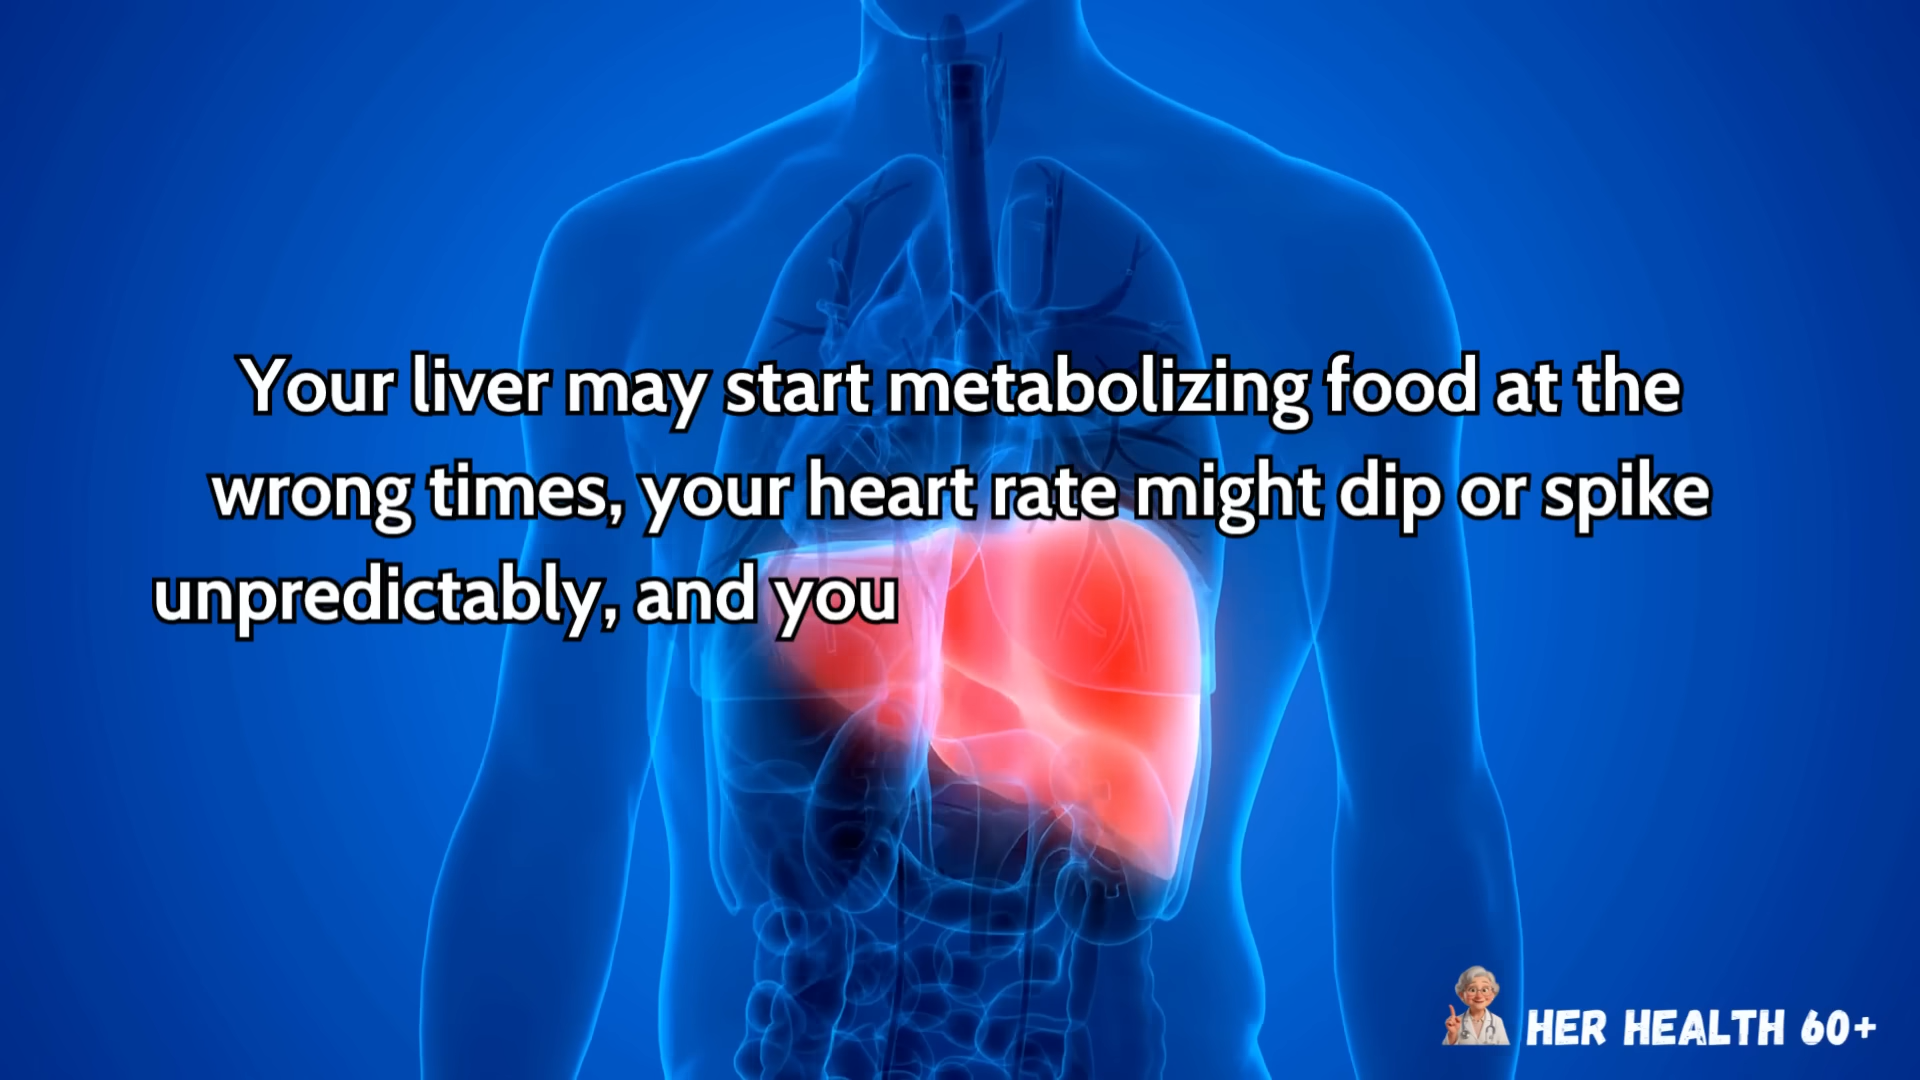 Your liver may start metabolizing food at the
wrong times, your heart rate might dip or spike
unpredictably, and you
HER HEALTH 60+